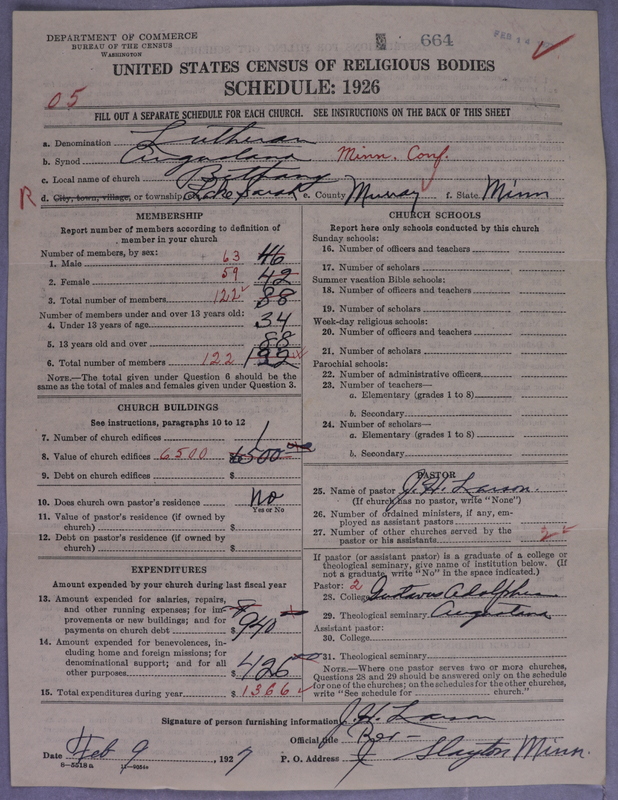 DEPARTMENT OF COMMERCE
BUREAU OF THE CENSUS
WASHINGTON
664
FEB
UNITED STATES CENSUS OF RELIGIOUS BODIES
SCHEDULE: 1926
05
FILL OUT A SEPARATE SCHEDULE FOR EACH CHURCH. SEE INSTRUCTIONS ON THE BACK OF THIS SHEET
a. Denomination Lutheran
b. Synod Augustana Minn. Conf.
c. Local name of church Bethany
R d. City, town, village, or township Lake Sarah e. County Murray f. State Minn
MEMBERSHIP
Report number of members according to definition of
member in your church
Number of members, by sex:
1. Male 63 46
2. Female 59 42
3. Total number of members 122 88
Number of members under and over 13 years old:
4. Under 13 years of age 34
5. 13 years old and over 88
6. Total number of members 122 122
NOTE.—The total given under Question 6 should be the
same as the total of males and females given under Question 3.
CHURCH BUILDINGS
See instructions, paragraphs 10 to 12
7. Number of church edifices 1
8. Value of church edifices 6500 $6500
9. Debt on church edifices $
10. Does church own pastor's residence No
Yes or No
11. Value of pastor's residence (if owned by
church) $
12. Debt on pastor's residence (if owned by
church) $
EXPENDITURES
Amount expended by your church during last fiscal year
13. Amount expended for salaries, repairs,
and other running expenses; for im-
provements or new buildings; and for
payments on church debt $940
14. Amount expended for benevolences, in-
cluding home and foreign missions; for
denominational support; and for all
other purposes $426
15. Total expenditures during year $1366
CHURCH SCHOOLS
Report here only schools conducted by this church
Sunday schools:
16. Number of officers and teachers
17. Number of scholars
Summer vacation Bible schools:
18. Number of officers and teachers
19. Number of scholars
Week-day religious schools:
20. Number of officers and teachers
21. Number of scholars
Parochial schools:
22. Number of administrative officers
23. Number of teachers—
a. Elementary (grades 1 to 8)
b. Secondary
24. Number of scholars—
a. Elementary (grades 1 to 8)
b. Secondary
PASTOR
25. Name of pastor J. H. Larson.
(If church has no pastor, write "None")
26. Number of ordained ministers, if any, em-
ployed as assistant pastors
27. Number of other churches served by the
pastor or his assistants 2
If pastor (or assistant pastor) is a graduate of a college or
theological seminary, give name of institution below. (If
not a graduate, write "No" in the space indicated.)
Pastor: 2
28. College Gustavus Adolphus
29. Theological seminary Augustana
Assistant pastor:
30. College
31. Theological seminary
NOTE.—Where one pastor serves two or more churches,
Questions 28 and 29 should be answered only on the schedule
for one of the churches; on the schedules for the other churches,
write "See schedule for church."
Signature of person furnishing information J. H. Larson
Official title
Date Feb 9, 1927 P. O. Address Slayton Minn.
8—5518a 11—9054